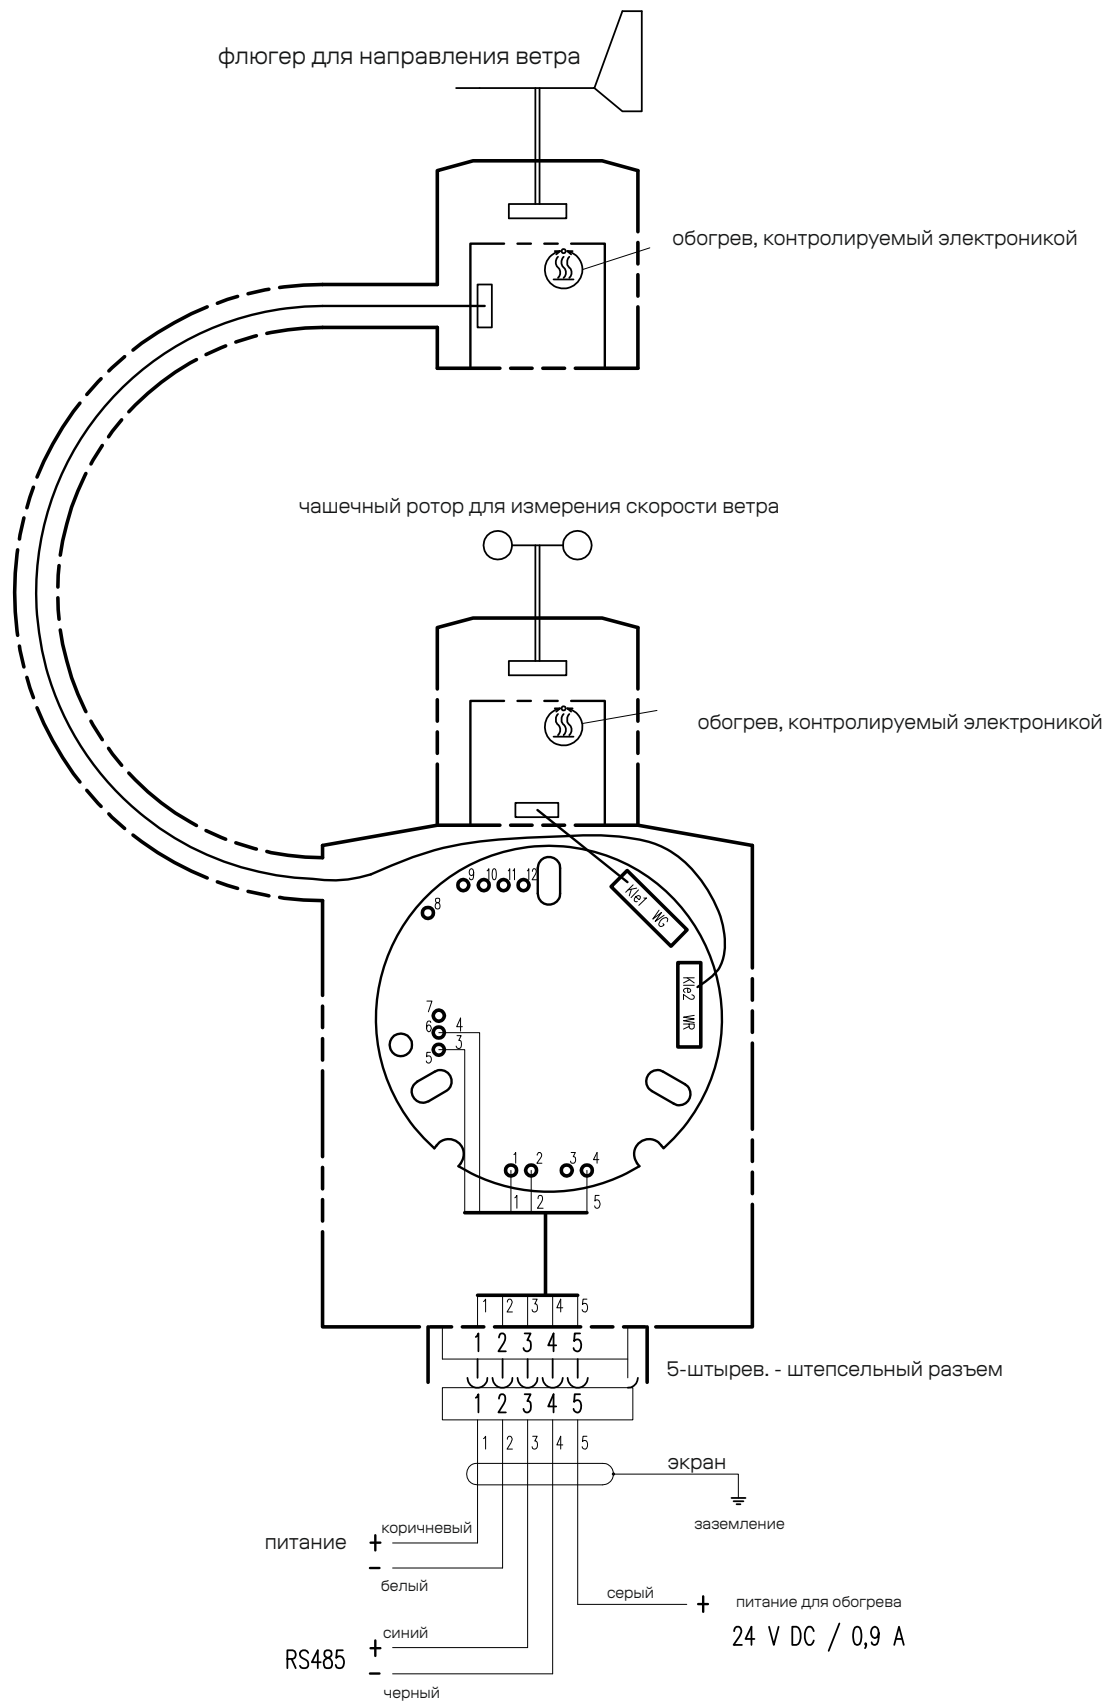 флюгер для направления ветра
обогрев, контролируемый электроникой
чашечный ротор для измерения скорости ветра
обогрев, контролируемый электроникой
9 10 11 12
8
Kle1 WG
Kle2 WR
7
6 4
5 3
1 2 3 4
1 2 5
1 2 3 4 5
1 2 3 4 5
5-штырев. - штепсельный разъем
1 2 3 4 5
1 2 3 4 5
экран
заземление
питание + коричневый
- белый
серый + питание для обогрева
24 V DC / 0,9 A
RS485 + синий
- черный